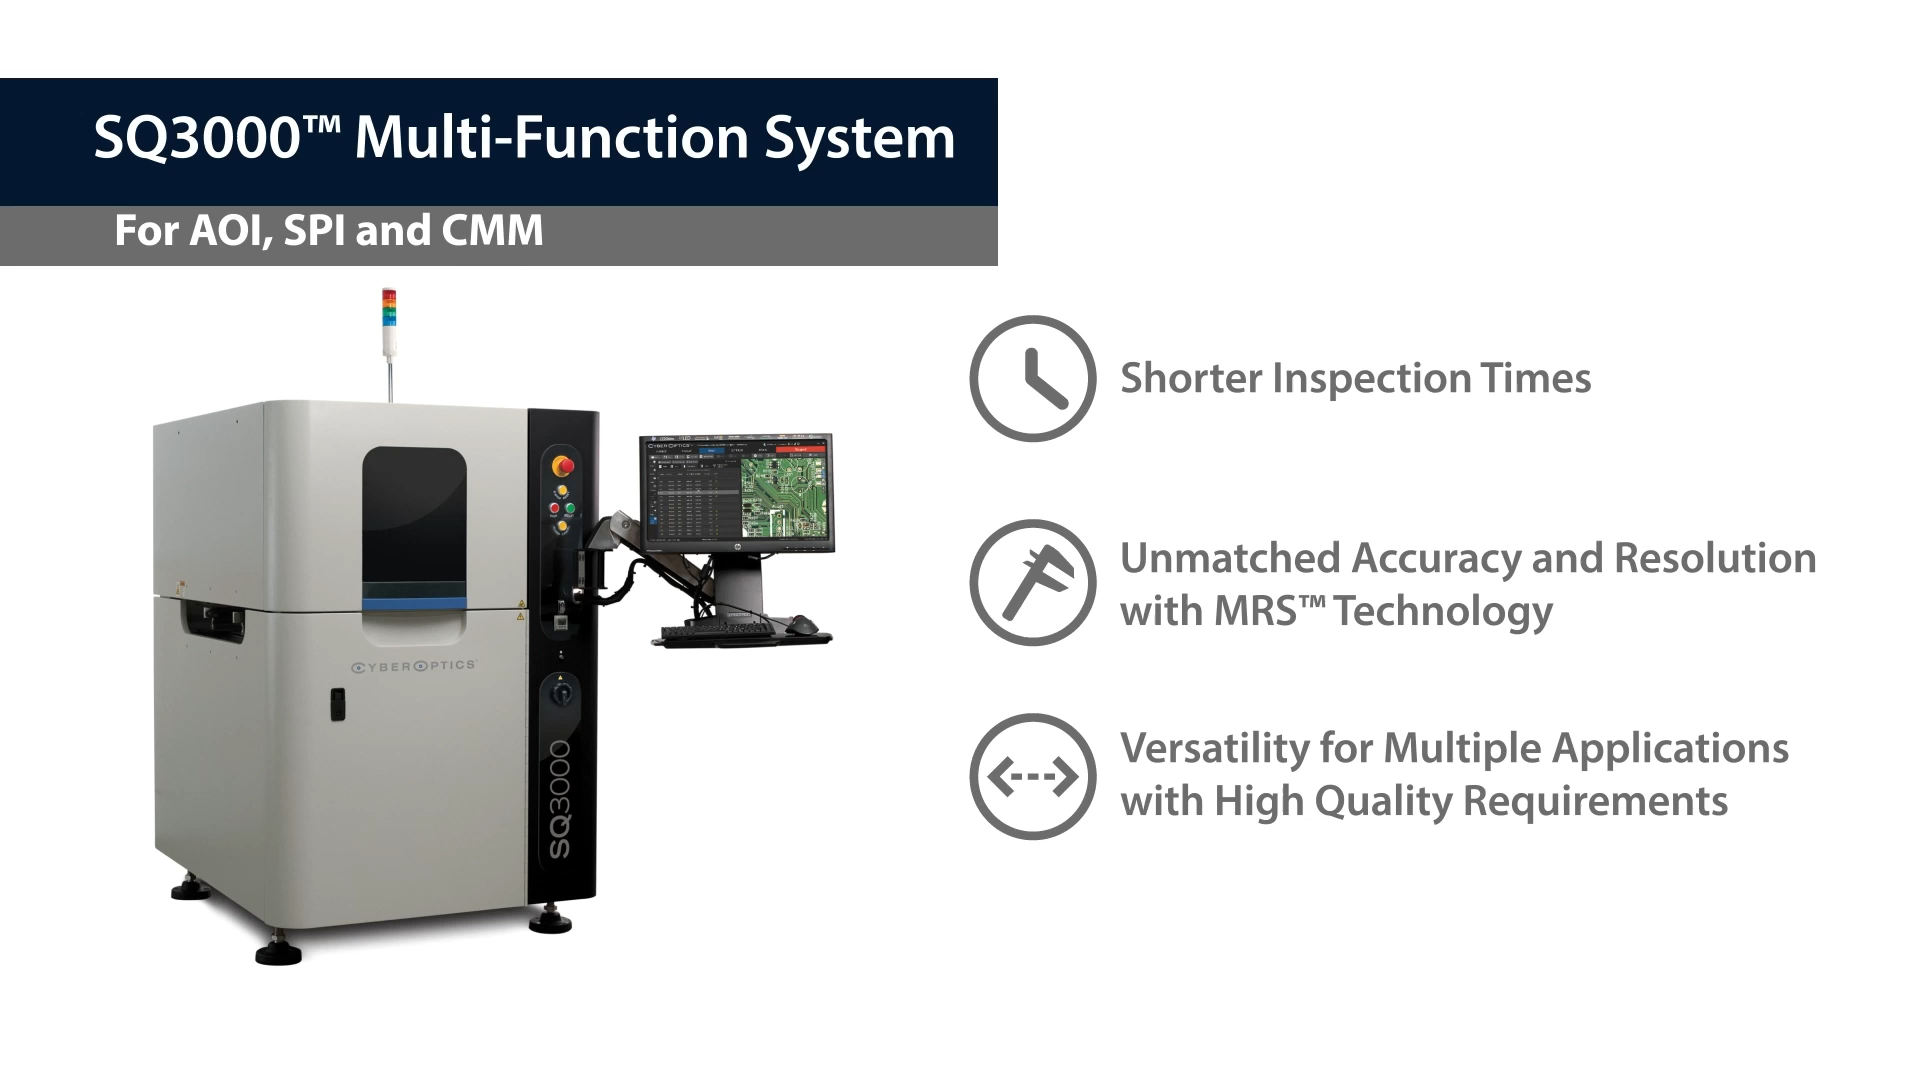 SQ3000™ Multi-Function System
For AOI, SPI and CMM
Shorter Inspection Times
Unmatched Accuracy and Resolution
with MRS™ Technology
Versatility for Multiple Applications
with High Quality Requirements
CYBEROPTICS
CYBEROPTICS
SQ3000